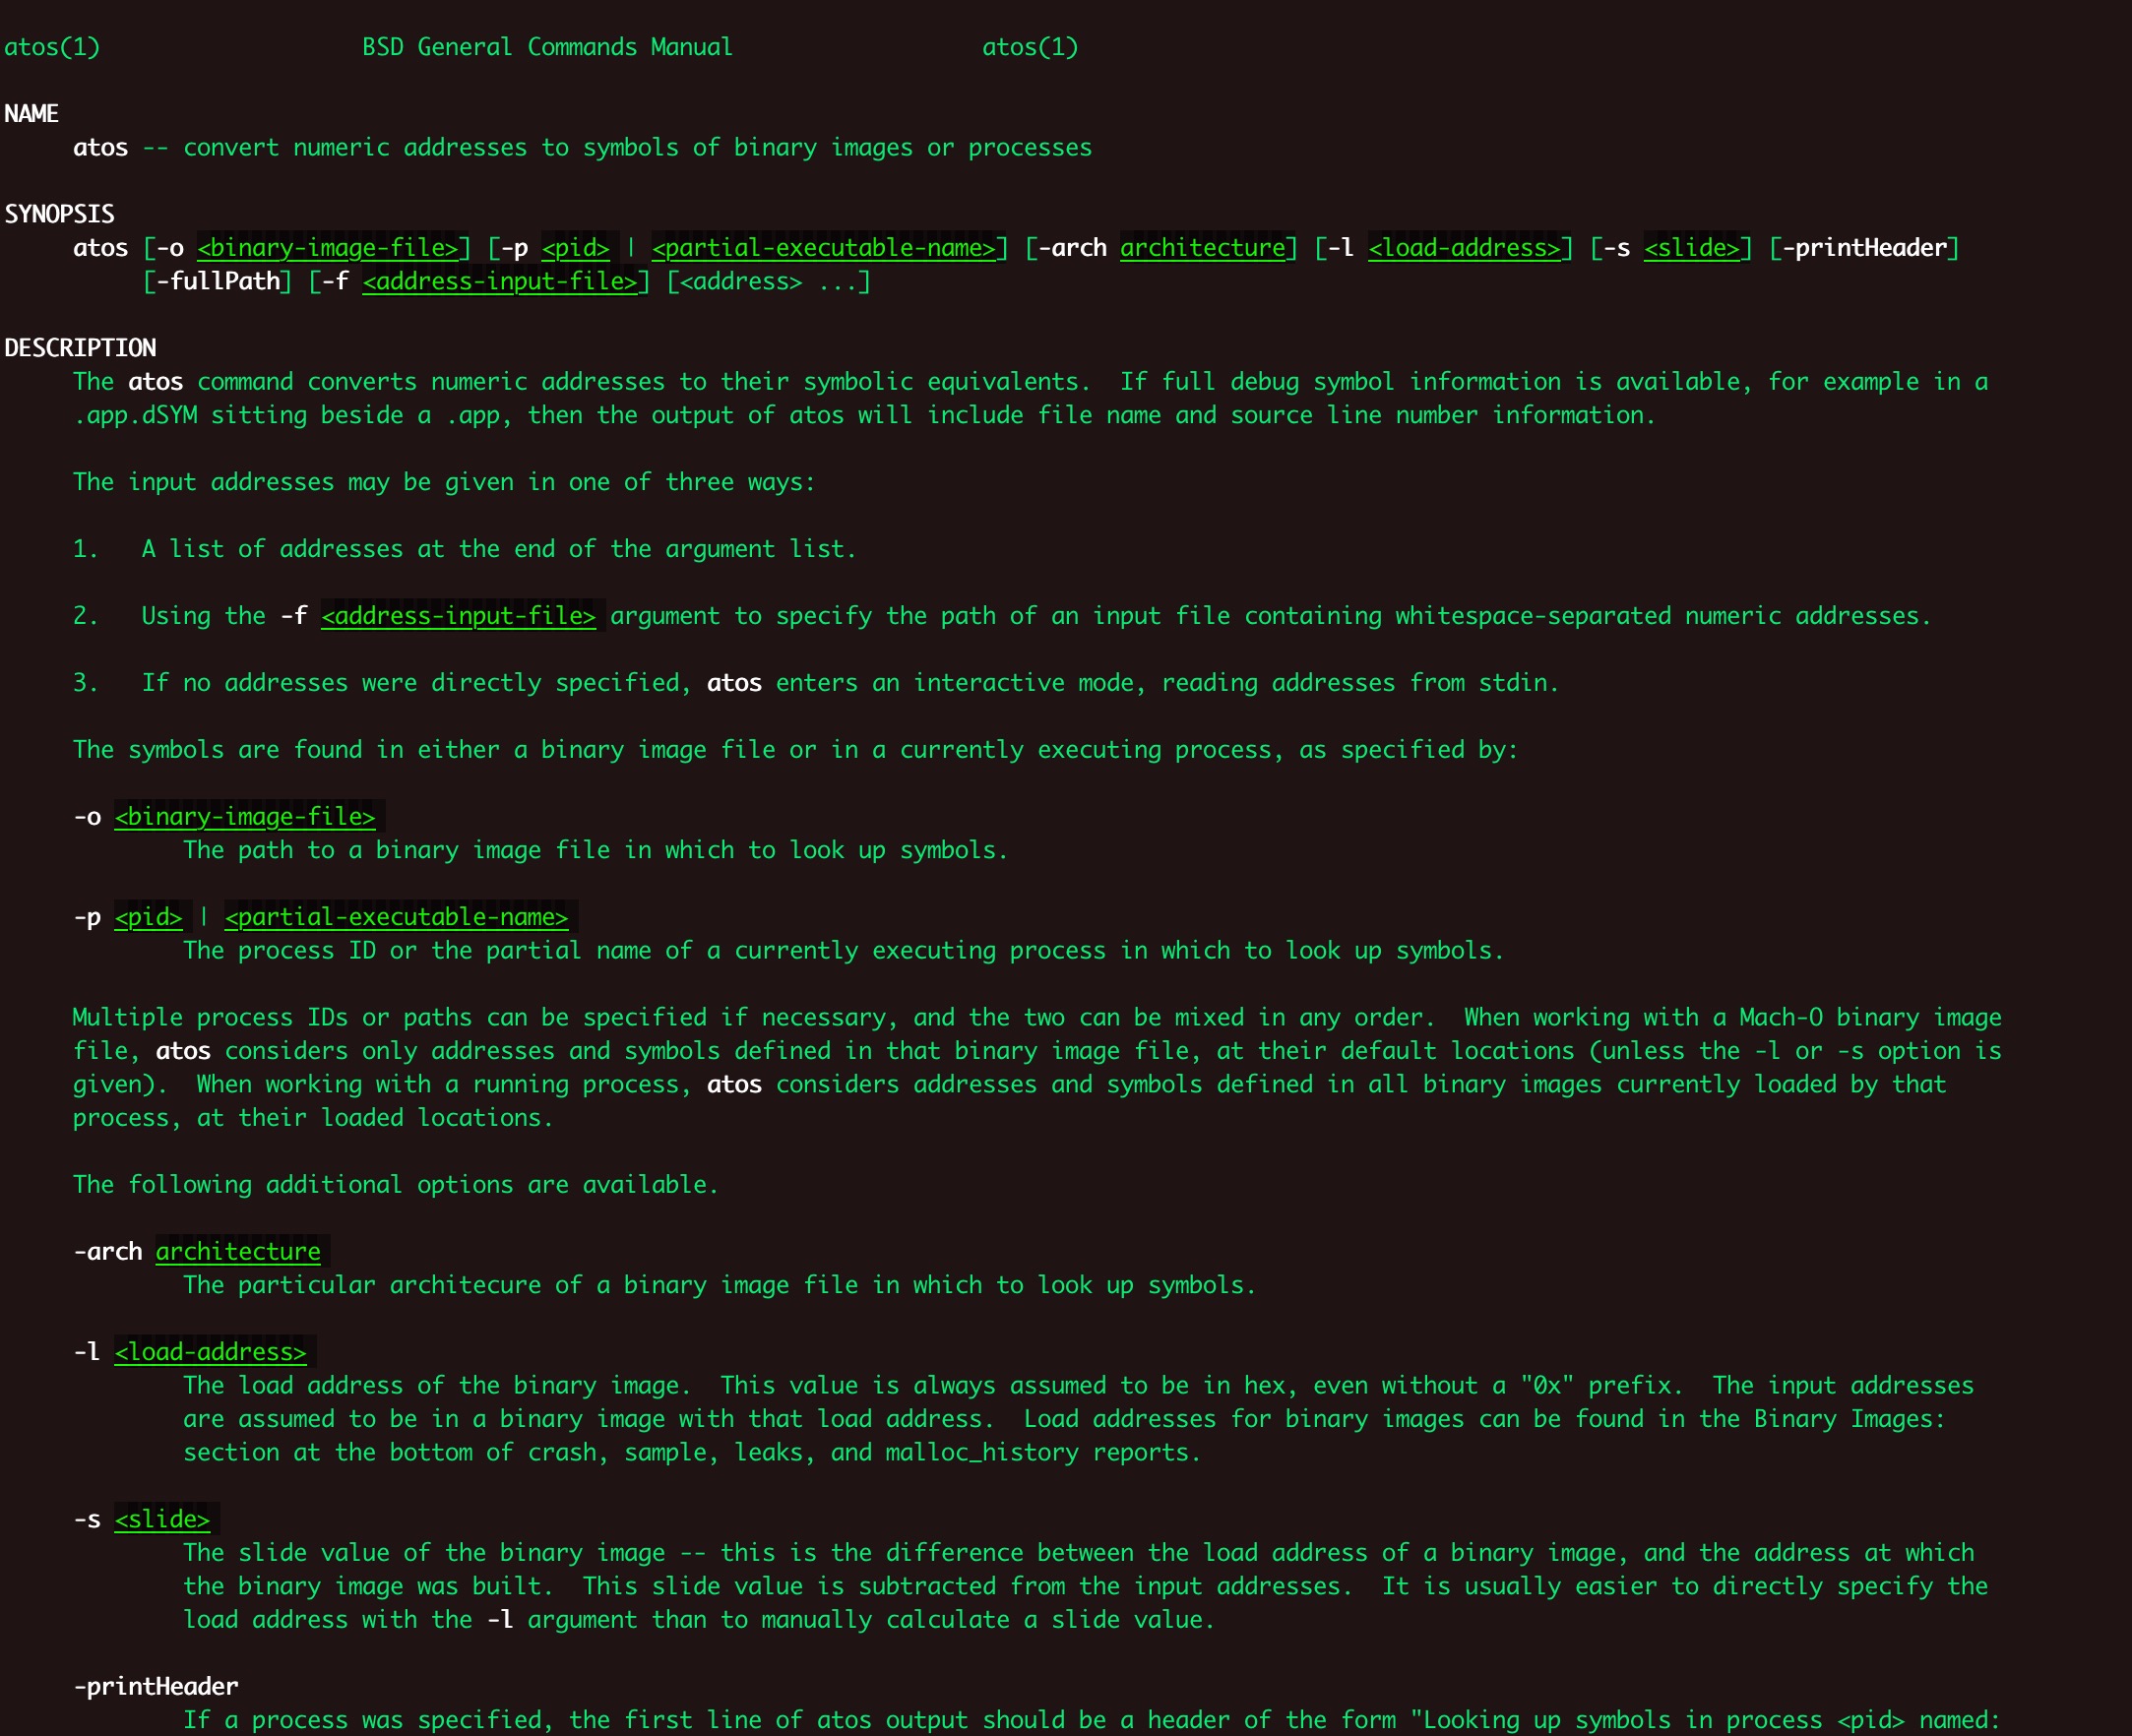 atos(1)                   BSD General Commands Manual                  atos(1)

NAME
     atos -- convert numeric addresses to symbols of binary images or processes

SYNOPSIS
     atos [-o <binary-image-file>] [-p <pid> | <partial-executable-name>] [-arch architecture] [-l <load-address>] [-s <slide>] [-printHeader]
          [-fullPath] [-f <address-input-file>] [<address> ...]

DESCRIPTION
     The atos command converts numeric addresses to their symbolic equivalents.  If full debug symbol information is available, for example in a
     .app.dSYM sitting beside a .app, then the output of atos will include file name and source line number information.

     The input addresses may be given in one of three ways:

     1.   A list of addresses at the end of the argument list.

     2.   Using the -f <address-input-file> argument to specify the path of an input file containing whitespace-separated numeric addresses.

     3.   If no addresses were directly specified, atos enters an interactive mode, reading addresses from stdin.

     The symbols are found in either a binary image file or in a currently executing process, as specified by:

     -o <binary-image-file>
             The path to a binary image file in which to look up symbols.

     -p <pid> | <partial-executable-name>
             The process ID or the partial name of a currently executing process in which to look up symbols.

     Multiple process IDs or paths can be specified if necessary, and the two can be mixed in any order.  When working with a Mach-O binary image
     file, atos considers only addresses and symbols defined in that binary image file, at their default locations (unless the -l or -s option is
     given).  When working with a running process, atos considers addresses and symbols defined in all binary images currently loaded by that
     process, at their loaded locations.

     The following additional options are available.

     -arch architecture
             The particular architecure of a binary image file in which to look up symbols.

     -l <load-address>
             The load address of the binary image.  This value is always assumed to be in hex, even without a "0x" prefix.  The input addresses
             are assumed to be in a binary image with that load address.  Load addresses for binary images can be found in the Binary Images:
             section at the bottom of crash, sample, leaks, and malloc_history reports.

     -s <slide>
             The slide value of the binary image -- this is the difference between the load address of a binary image, and the address at which
             the binary image was built.  This slide value is subtracted from the input addresses.  It is usually easier to directly specify the
             load address with the -l argument than to manually calculate a slide value.

     -printHeader
             If a process was specified, the first line of atos output should be a header of the form "Looking up symbols in process <pid> named: